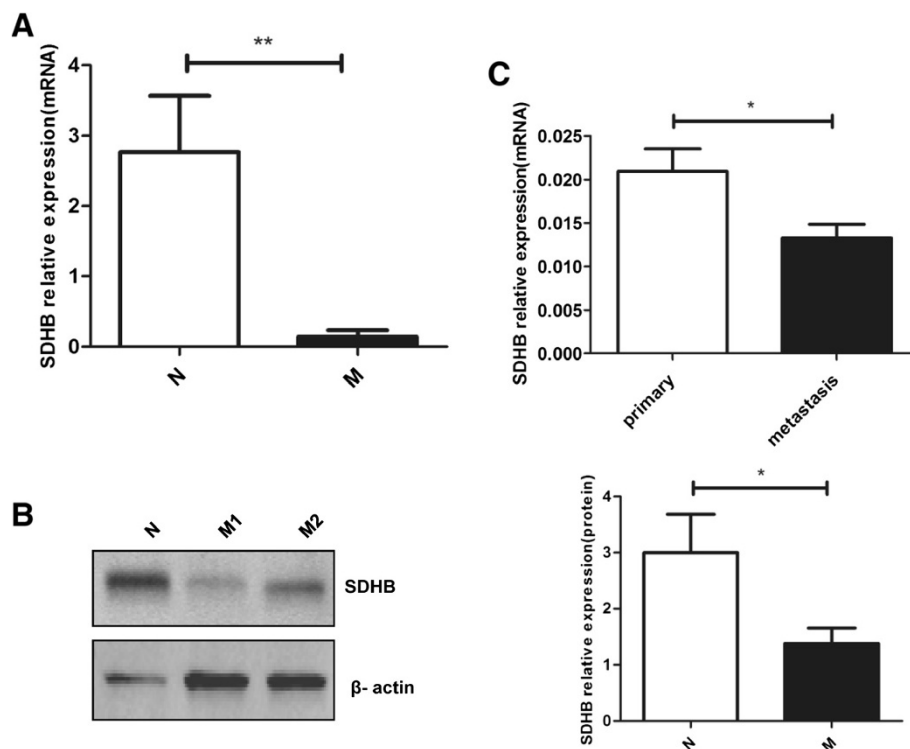 A
**
SDHB relative expression(mRNA)
4
3
2
1
0
N
M
C
*
SDHB relative expression(mRNA)
0.025
0.020
0.015
0.010
0.005
0.000
primary
metastasis
B
N
M1
M2
SDHB
β- actin
*
SDHB relative expression(protein)
4
3
2
1
0
N
M